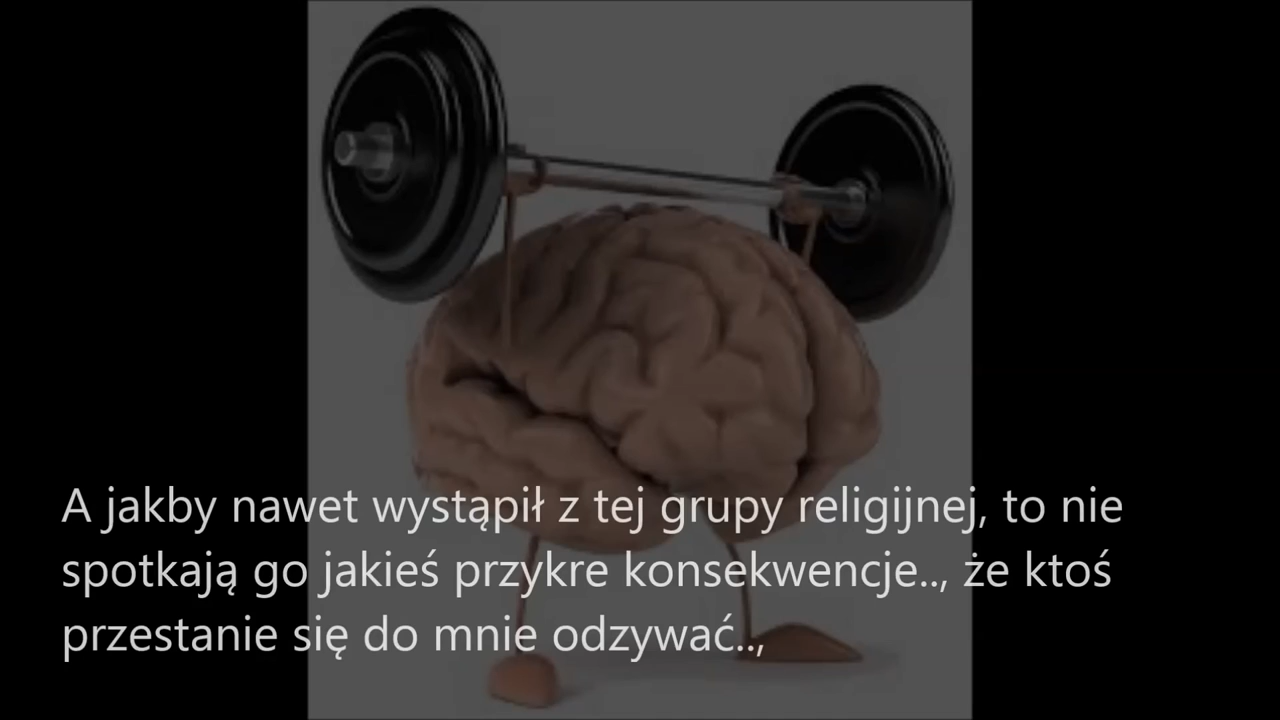 A jakby nawet wystąpił z tej grupy religijnej, to nie
spotkają go jakieś przykre konsekwencje.., że ktoś
przestanie się do mnie odzywać..,